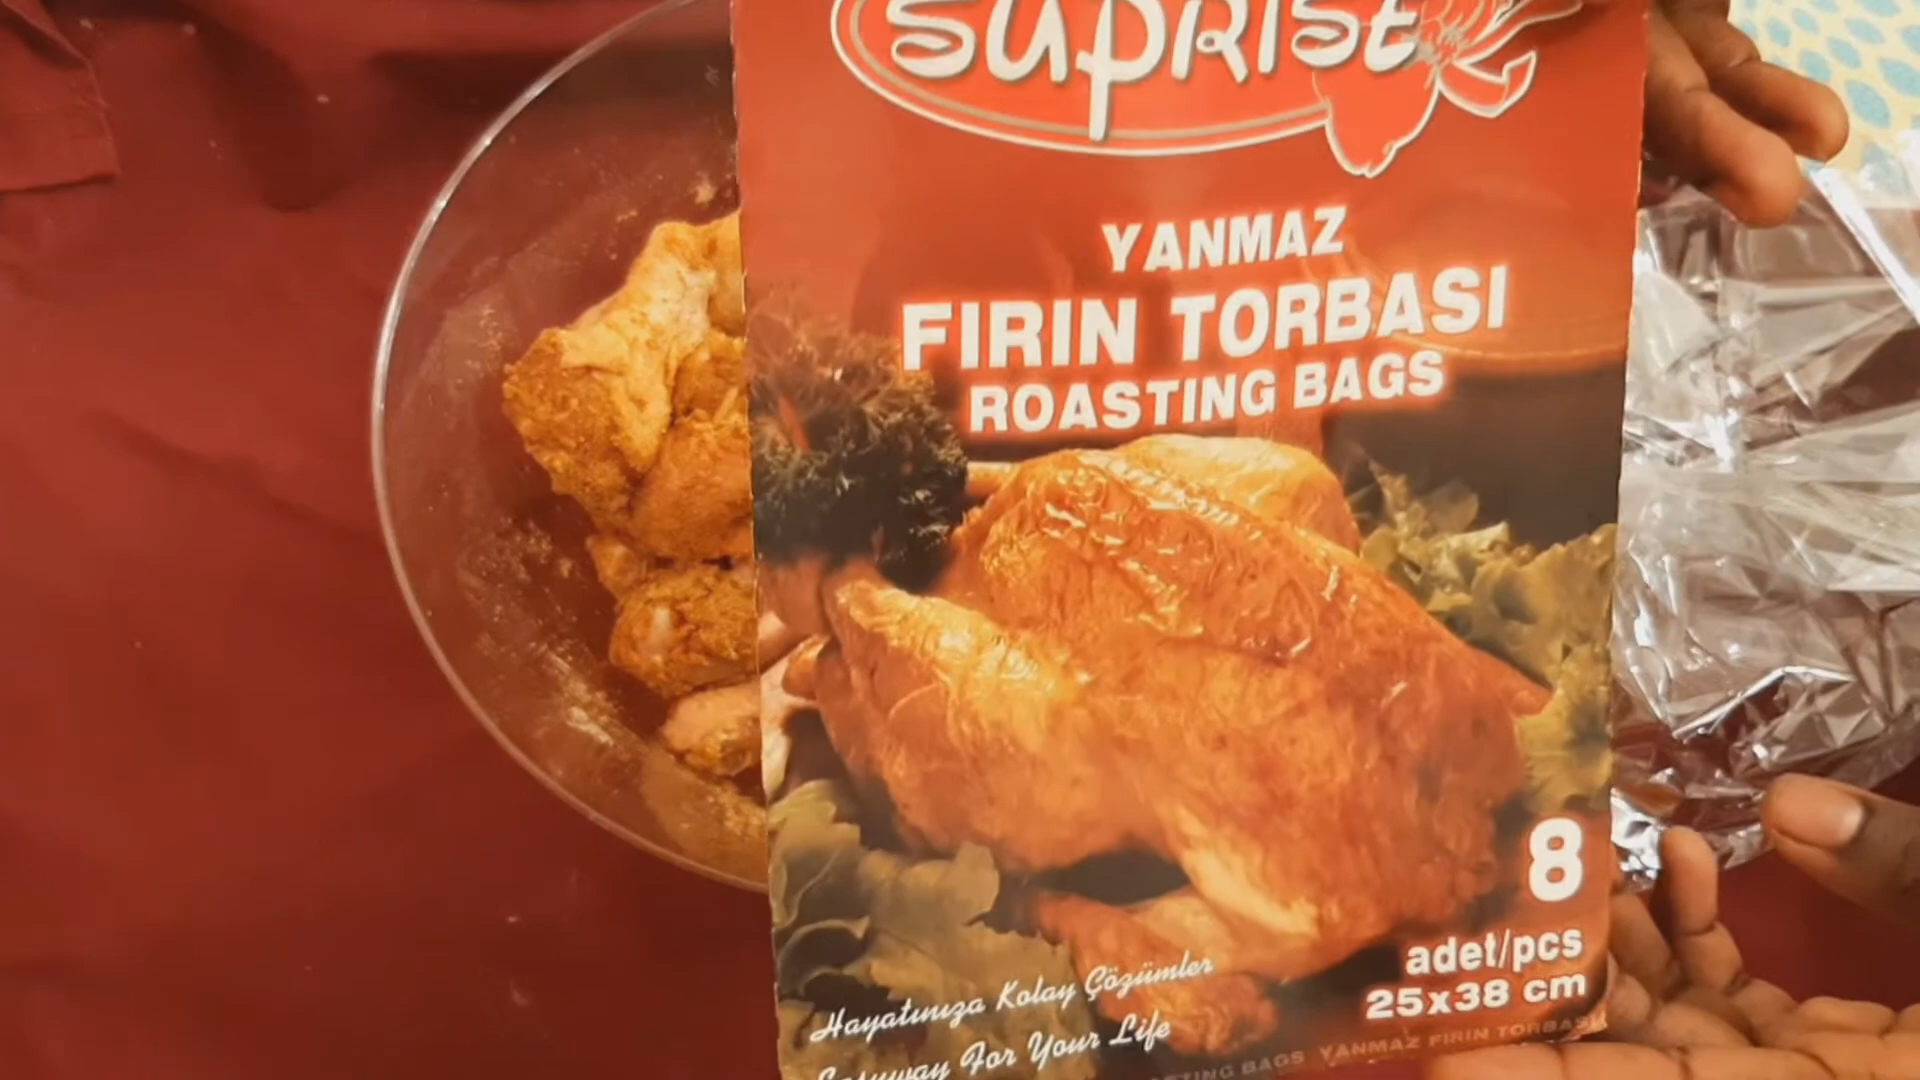 suprise
YANMAZ
FIRIN TORBASI
ROASTING BAGS
8
adet/pcs
25x38 cm
Hayatınıza Kolay Çözümler
For Your Life
BAGS YANMAZ FIRIN TORBASI